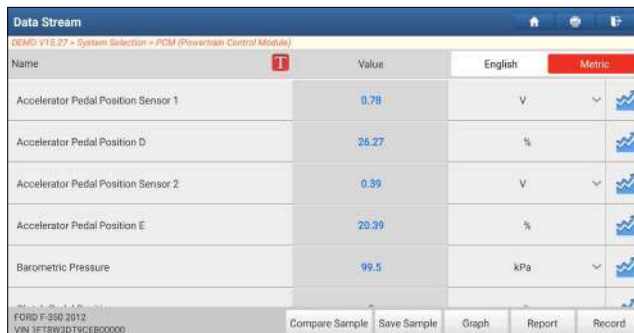 Data Stream
DEMO V15.27 > System Selection > PCM (Powertrain Control Module)
Name T Value English Metric
Accelerator Pedal Position Sensor 1 0.78 V
Accelerator Pedal Position D 26.27 %
Accelerator Pedal Position Sensor 2 0.39 V
Accelerator Pedal Position E 20.39 %
Barometric Pressure 99.5 kPa
FORD F-350 2012
VIN 1FT8W3DT9CEB00000
Compare Sample Save Sample Graph Report Record